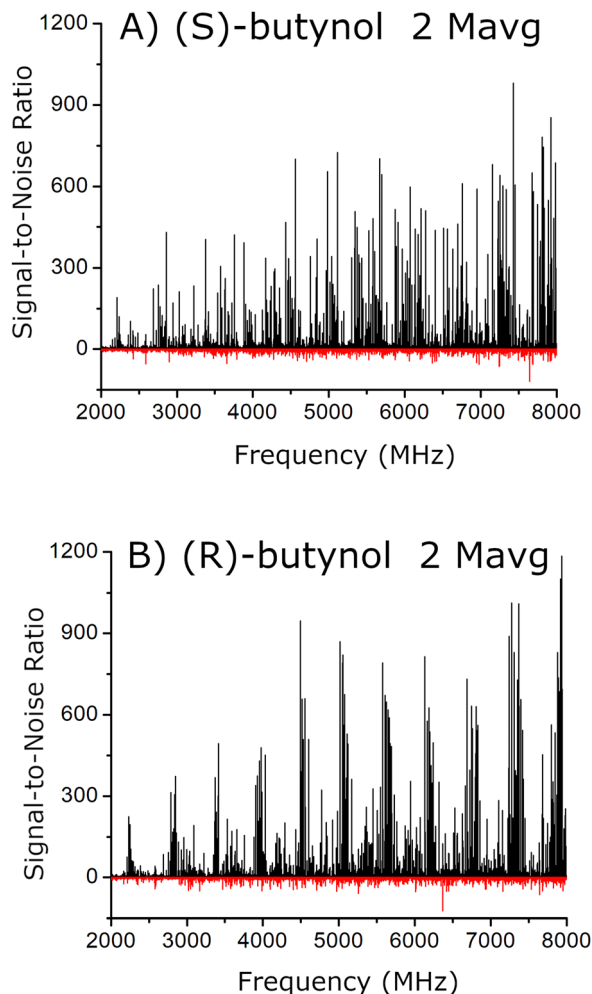 A) (S)-butynol 2 Mavg
1200
900
600
300
0
Signal-to-Noise Ratio
2000 3000 4000 5000 6000 7000 8000
Frequency (MHz)
B) (R)-butynol 2 Mavg
1200
900
600
300
0
Signal-to-Noise Ratio
2000 3000 4000 5000 6000 7000 8000
Frequency (MHz)